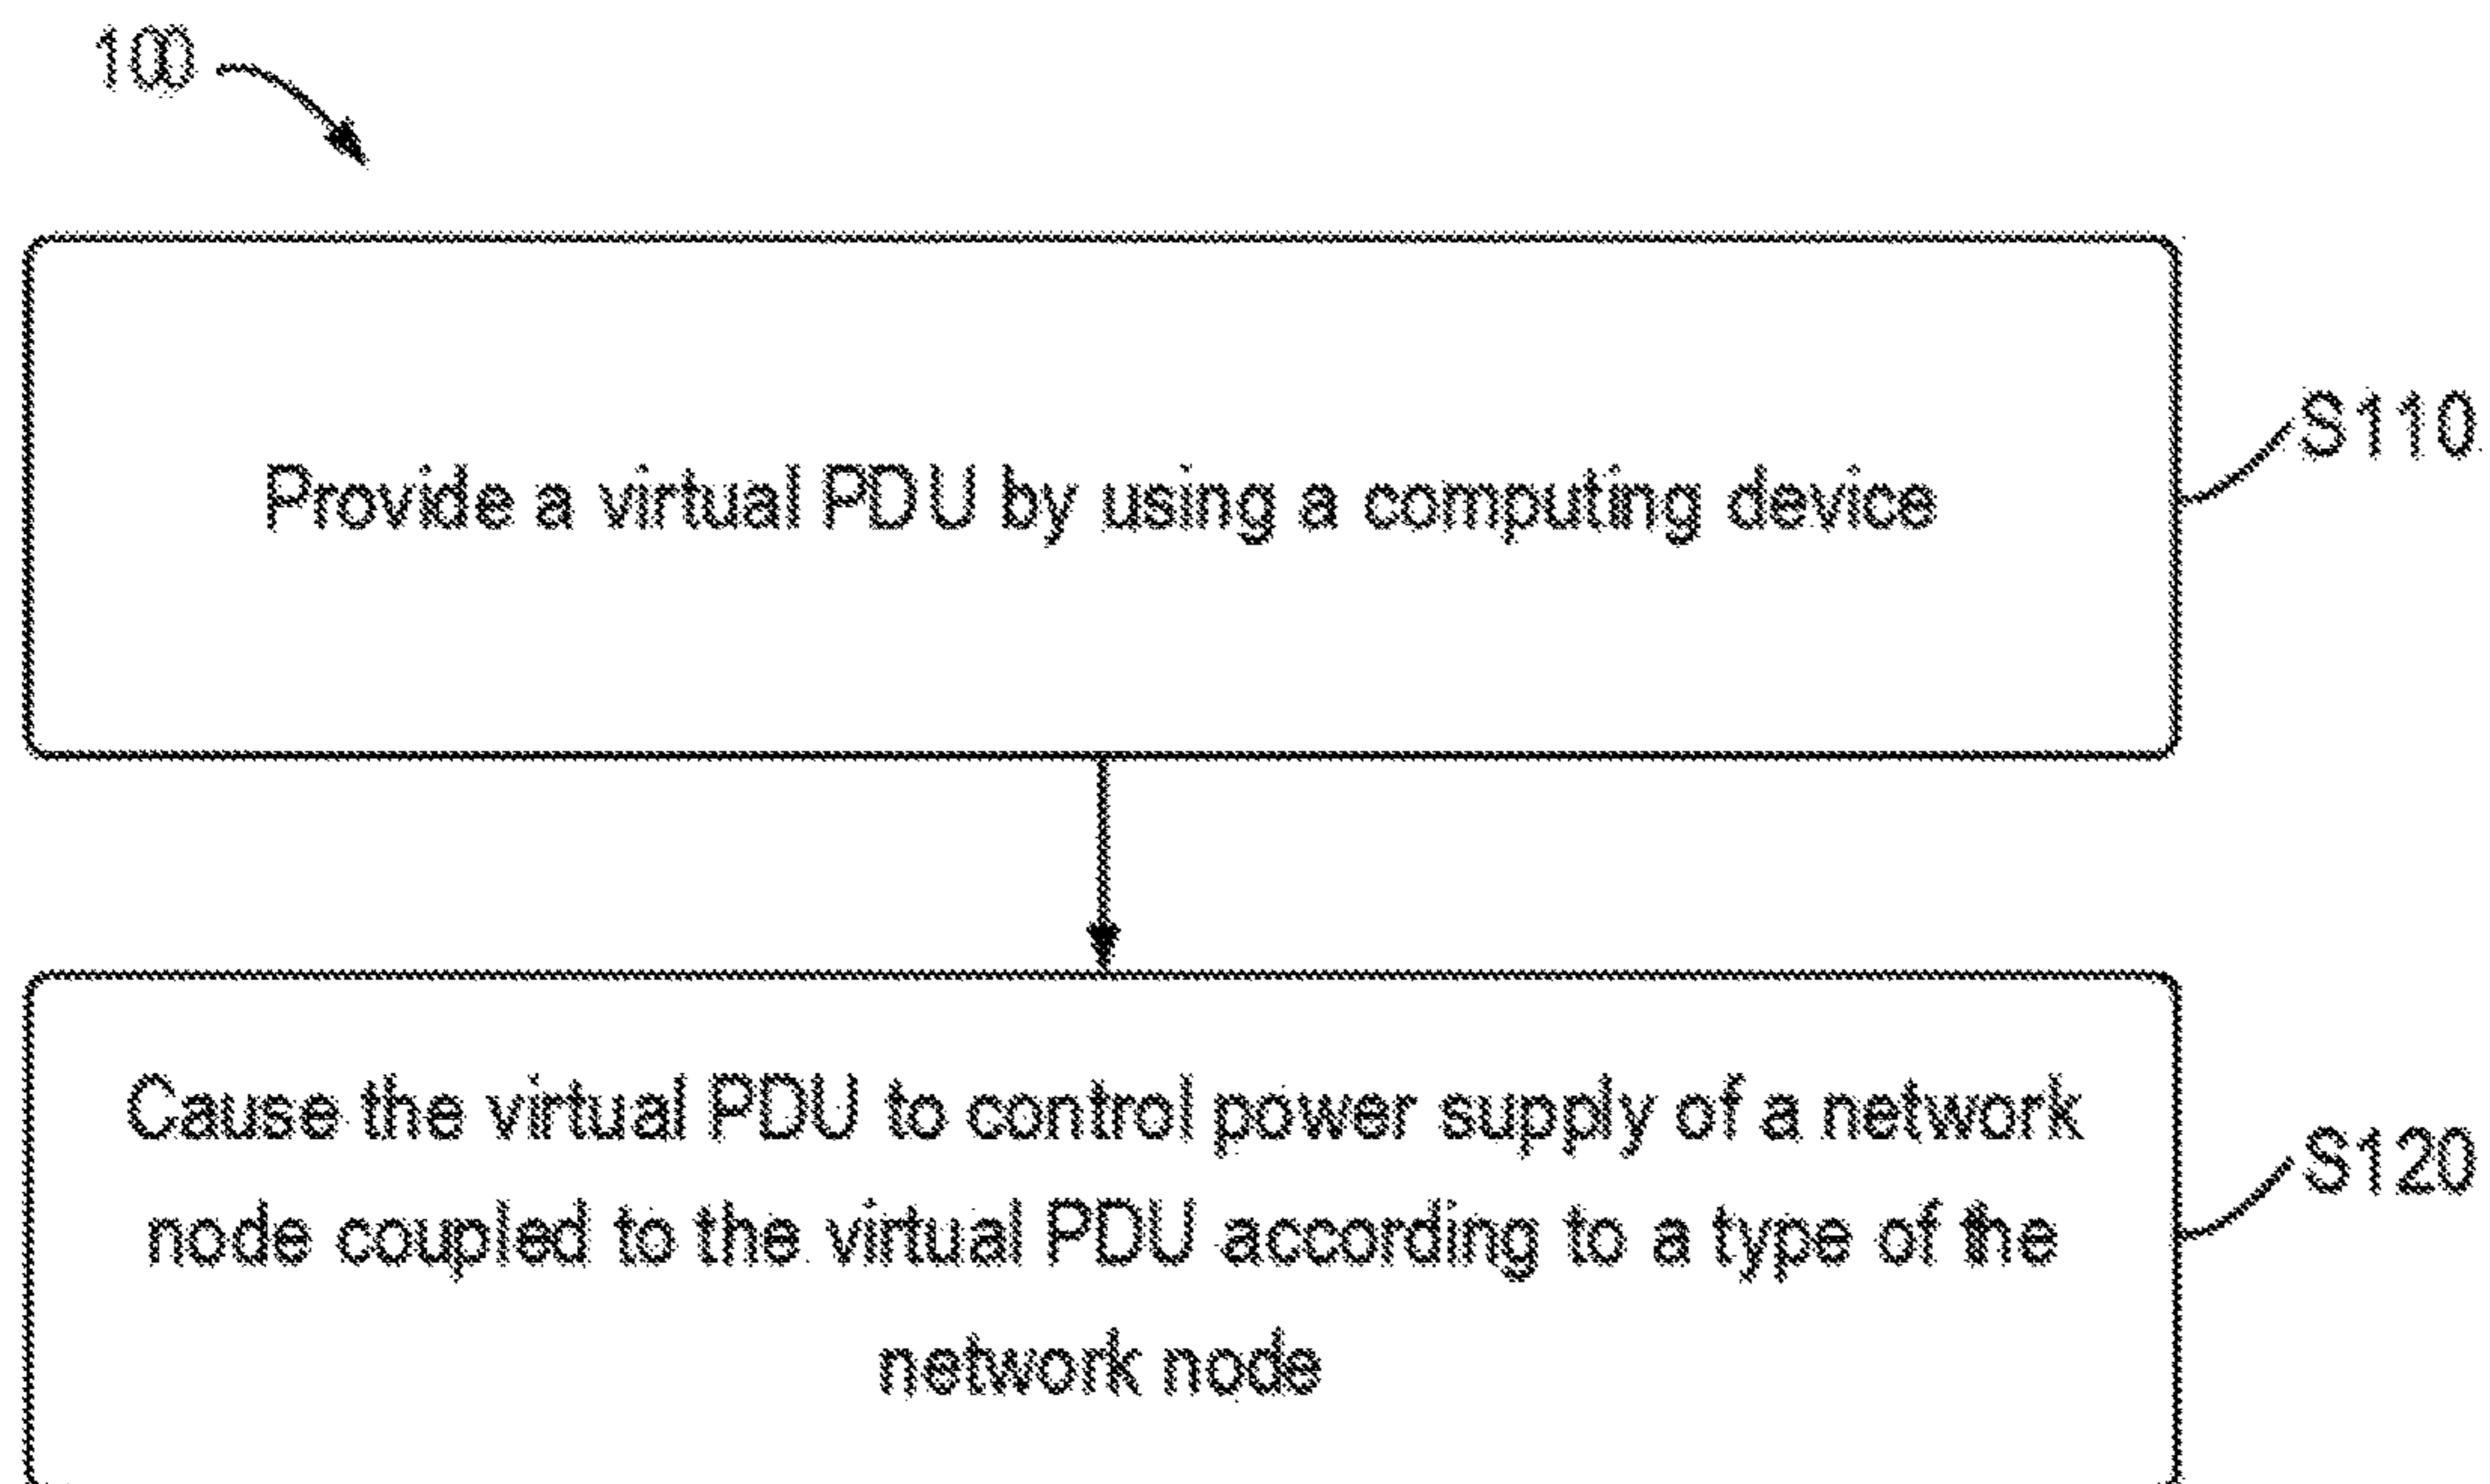 100
Provide a virtual PDU by using a computing device
S110
Cause the virtual PDU to control power supply of a network
node coupled to the virtual PDU according to a type of the
network node
S120